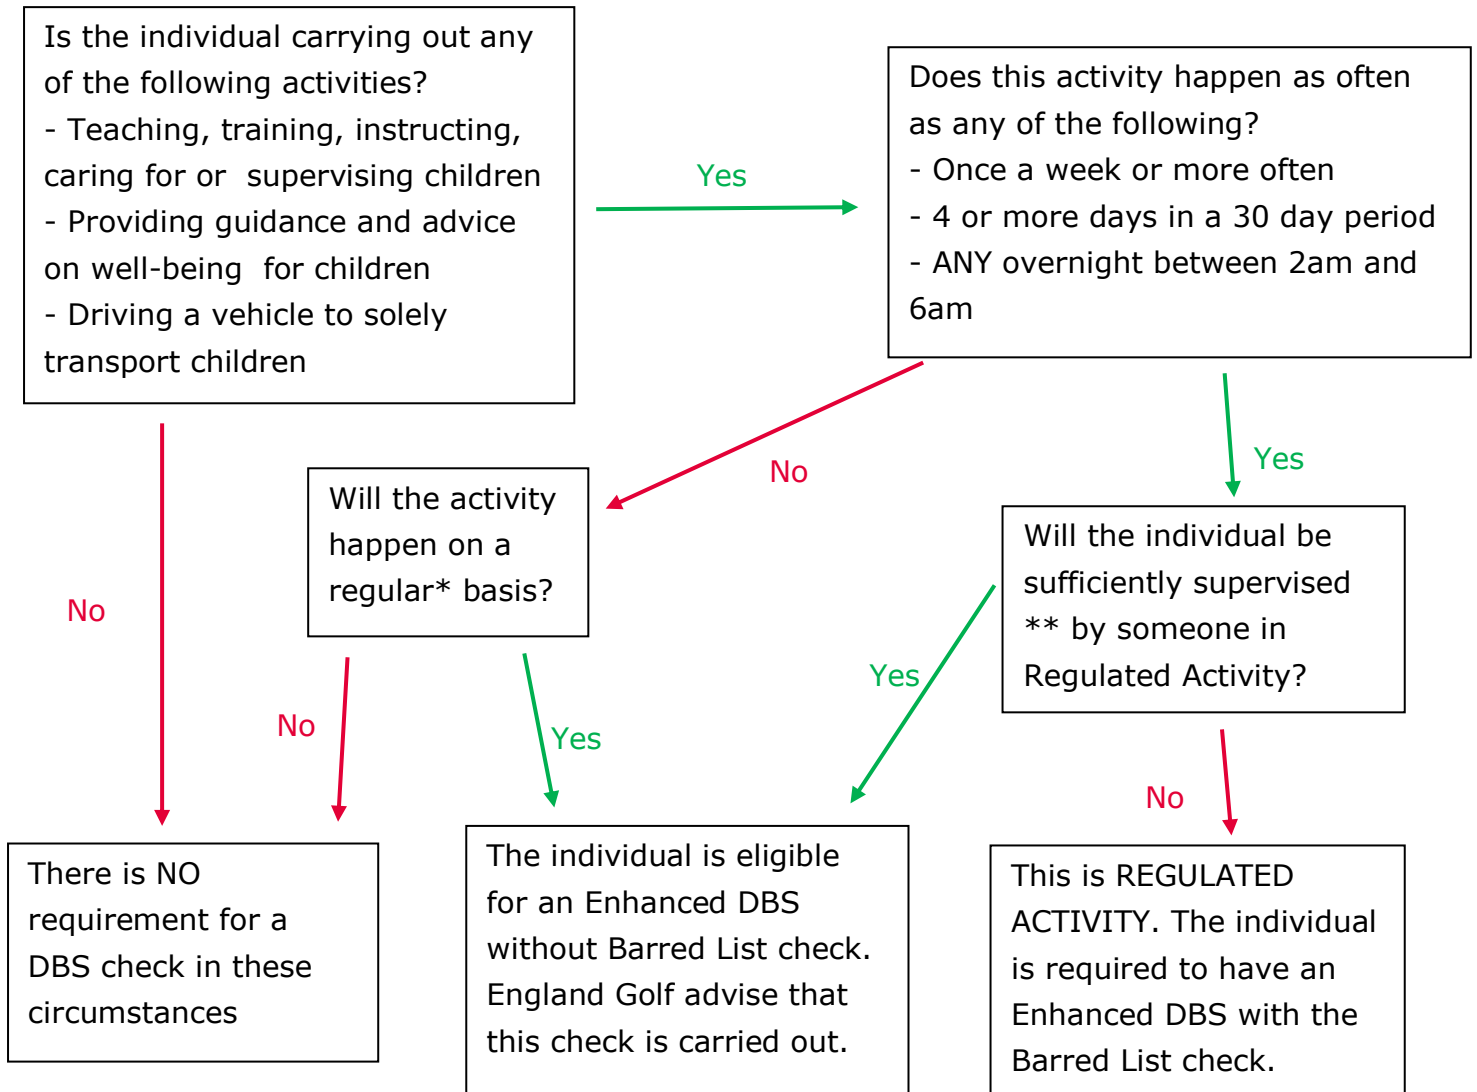 Is the individual carrying out any
of the following activities?
- Teaching, training, instructing,
caring for or  supervising children
- Providing guidance and advice
on well-being  for children
- Driving a vehicle to solely
transport children
Yes
Does this activity happen as often
as any of the following?
- Once a week or more often
- 4 or more days in a 30 day period
- ANY overnight between 2am and
6am
No
No
Yes
Will the activity
happen on a
regular* basis?
Will the individual be
sufficiently supervised
** by someone in
Regulated Activity?
No
Yes
Yes
No
There is NO
requirement for a
DBS check in these
circumstances
The individual is eligible
for an Enhanced DBS
without Barred List check.
England Golf advise that
this check is carried out.
This is REGULATED
ACTIVITY. The individual
is required to have an
Enhanced DBS with the
Barred List check.